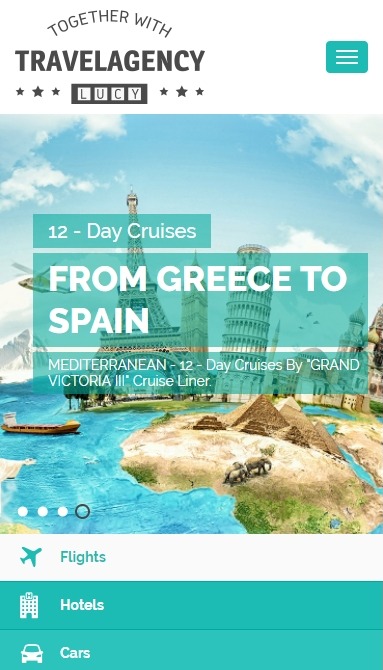 TOGETHER WITH
TRAVELAGENCY
LUCY
12 - Day Cruises
FROM GREECE TO
SPAIN
MEDITERRANEAN - 12 - Day Cruises By "GRAND
VICTORIA III" Cruise Liner.
Flights
Hotels
Cars